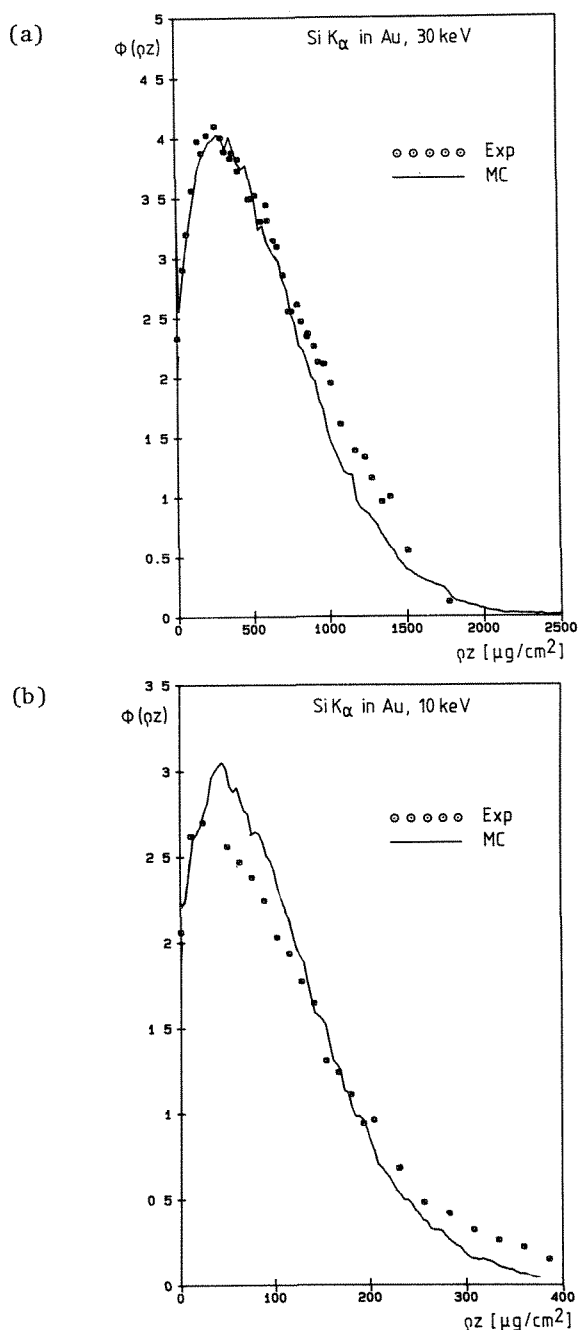 (a)
5
Φ(ρz)
Si Kα in Au, 30 keV
4 5
4
Exp
MC
3 5
3
2 5
2
1 5
1
0.5
0
0 500 1000 1500 2000 2500
ρz [µg/cm²]
(b)
3 5
Φ(ρz)
Si Kα in Au, 10 keV
3
Exp
MC
2 5
2
1 5
1
0 5
0
0 100 200 300 400
ρz [µg/cm²]